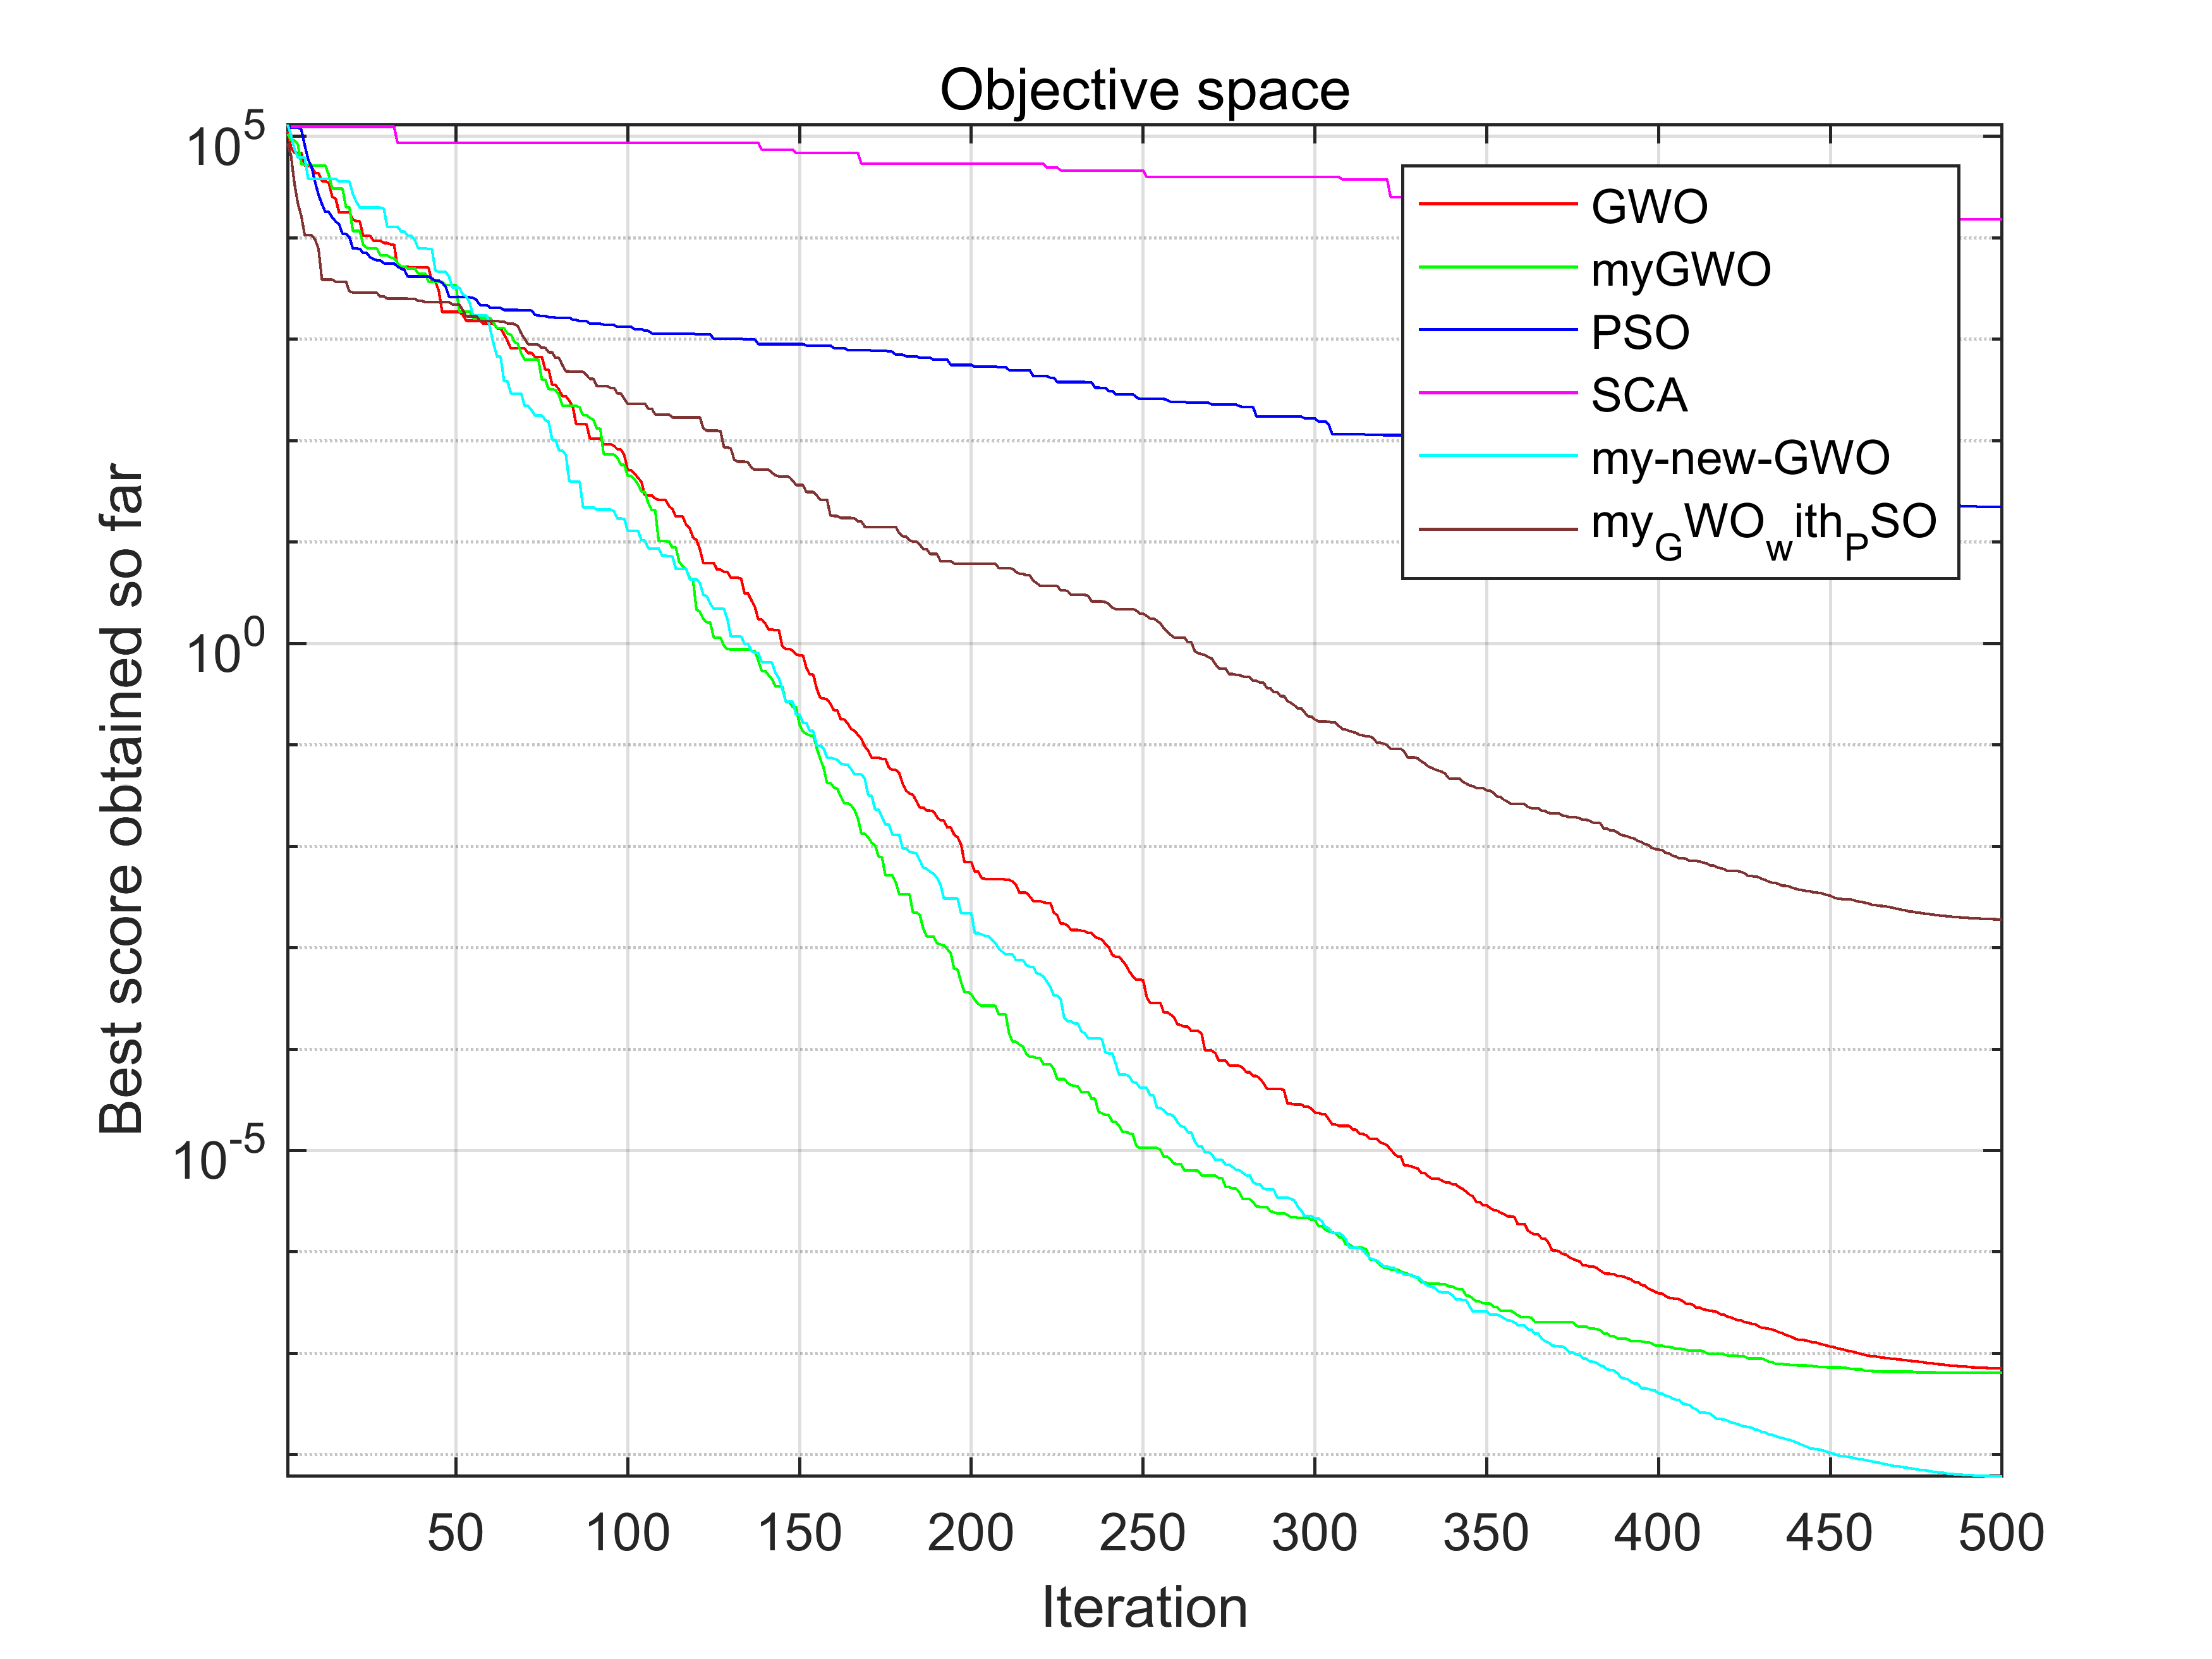 Objective space
10^5
10^0
10^-5
Best score obtained so far
GWO
myGWO
PSO
SCA
my-new-GWO
my_GWO_with_PSO
50 100 150 200 250 300 350 400 450 500
Iteration